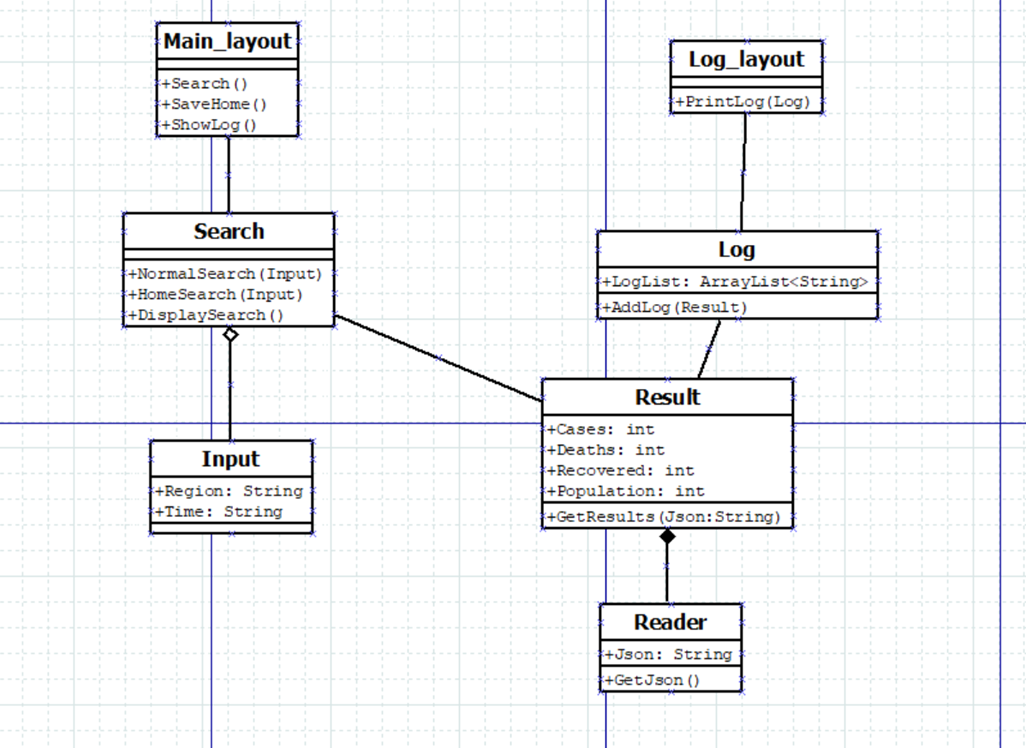 Main_layout
+Search()
+SaveHome()
+ShowLog()
Log_layout
+PrintLog(Log)
Search
+NormalSearch(Input)
+HomeSearch(Input)
+DisplaySearch()
Log
+LogList: ArrayList<String>
+AddLog(Result)
Result
+Cases: int
+Deaths: int
+Recovered: int
+Population: int
+GetResults(Json:String)
Input
+Region: String
+Time: String
Reader
+Json: String
+GetJson()